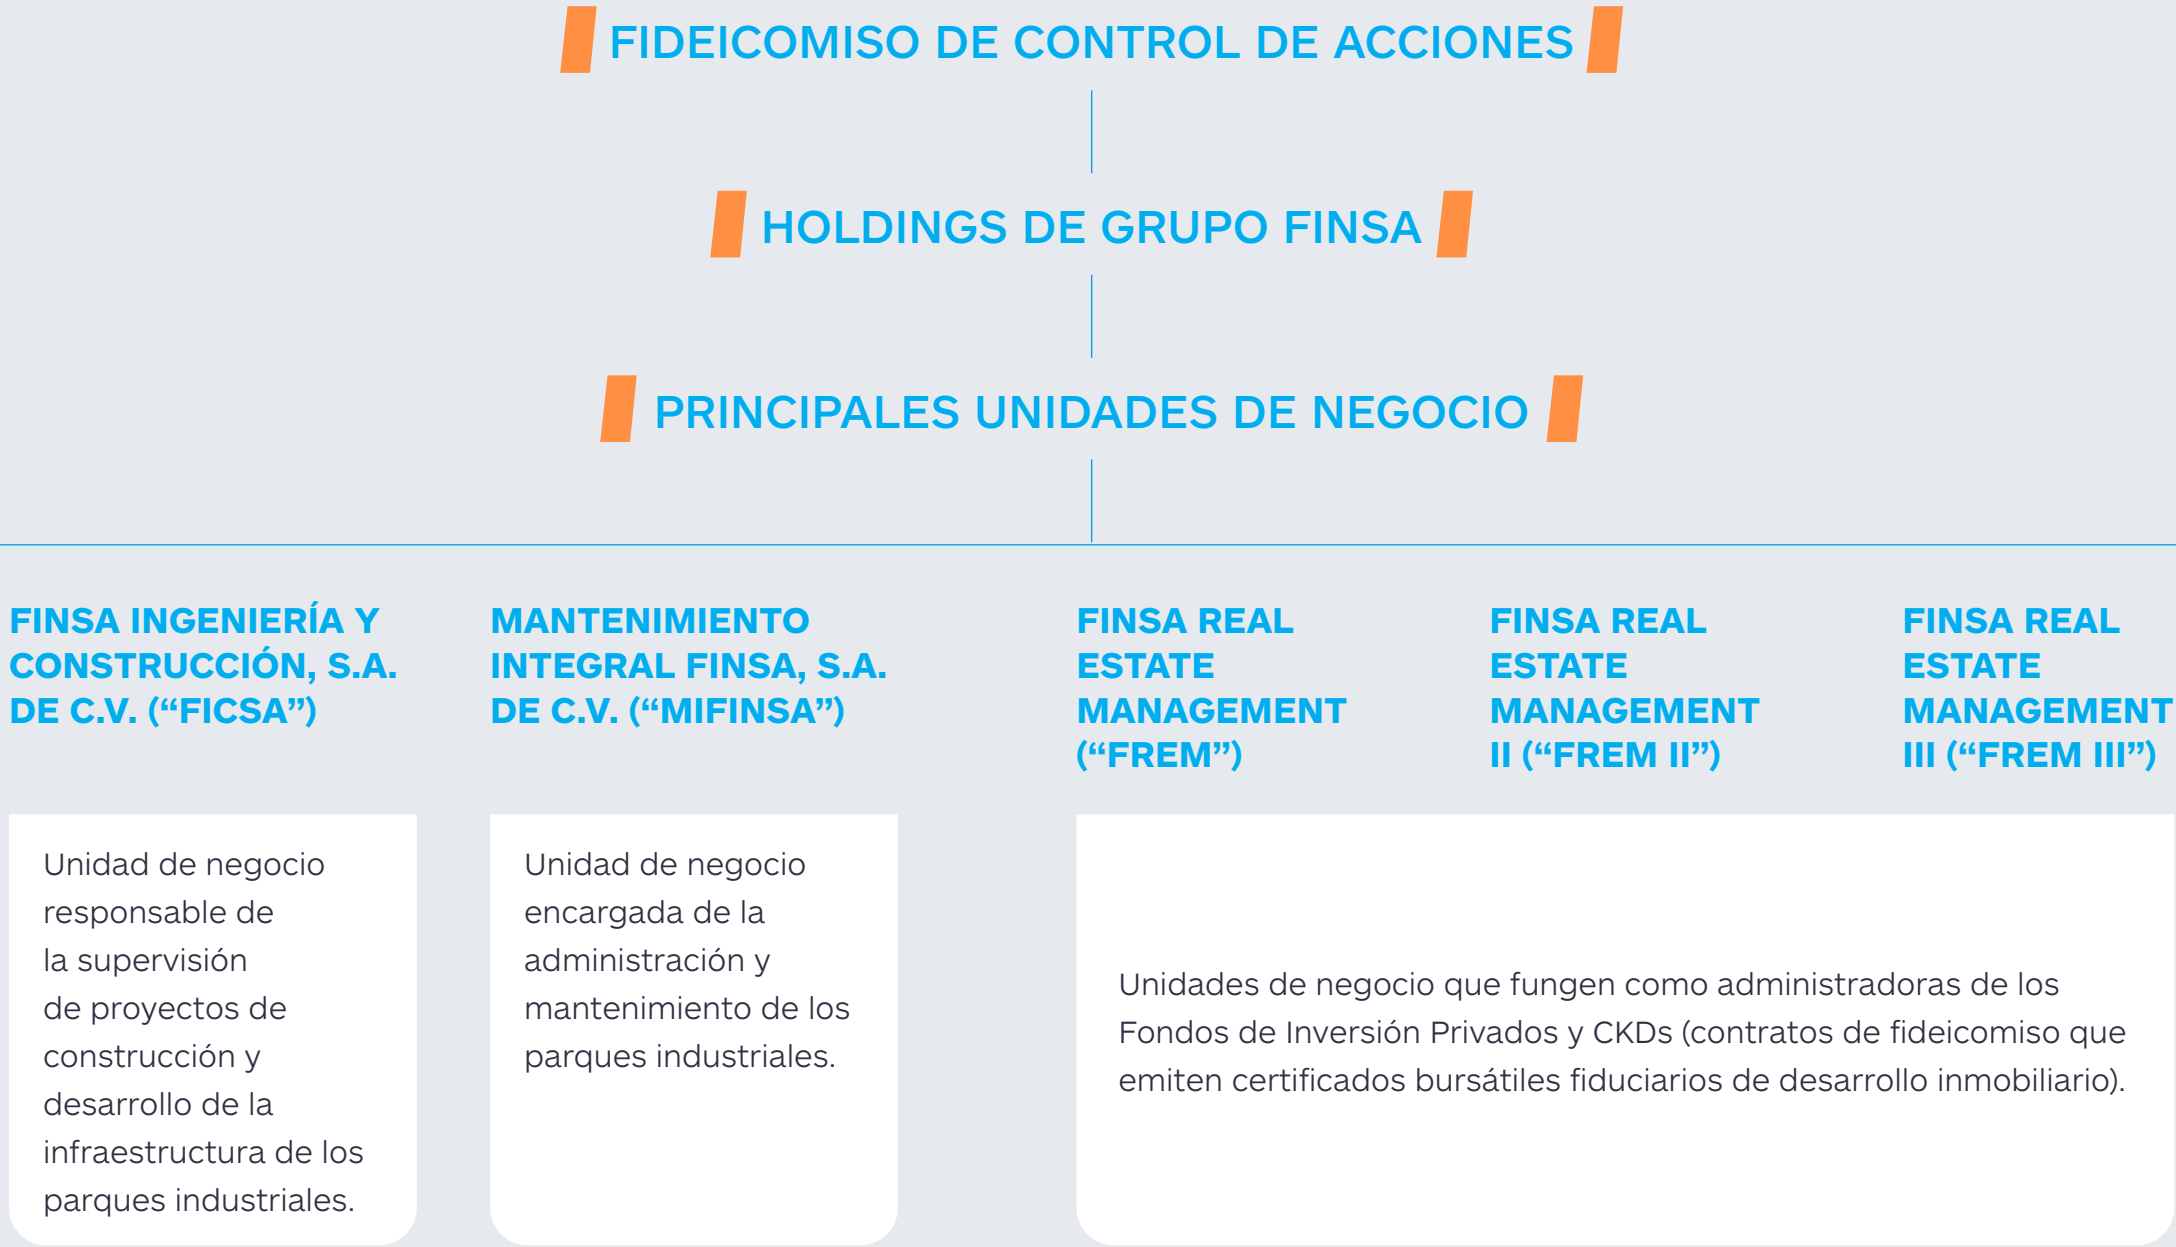 FIDEICOMISO DE CONTROL DE ACCIONES
HOLDINGS DE GRUPO FINSA
PRINCIPALES UNIDADES DE NEGOCIO
FINSA INGENIERÍA Y
CONSTRUCCIÓN, S.A.
DE C.V. (“FICSA”)
Unidad de negocio
responsable de
la supervisión
de proyectos de
construcción y
desarrollo de la
infraestructura de los
parques industriales.
MANTENIMIENTO
INTEGRAL FINSA, S.A.
DE C.V. (“MIFINSA”)
Unidad de negocio
encargada de la
administración y
mantenimiento de los
parques industriales.
FINSA REAL
ESTATE
MANAGEMENT
(“FREM”)
FINSA REAL
ESTATE
MANAGEMENT
II (“FREM II”)
FINSA REAL
ESTATE
MANAGEMENT
III (“FREM III”)
Unidades de negocio que fungen como administradoras de los
Fondos de Inversión Privados y CKDs (contratos de fideicomiso que
emiten certificados bursátiles fiduciarios de desarrollo inmobiliario).